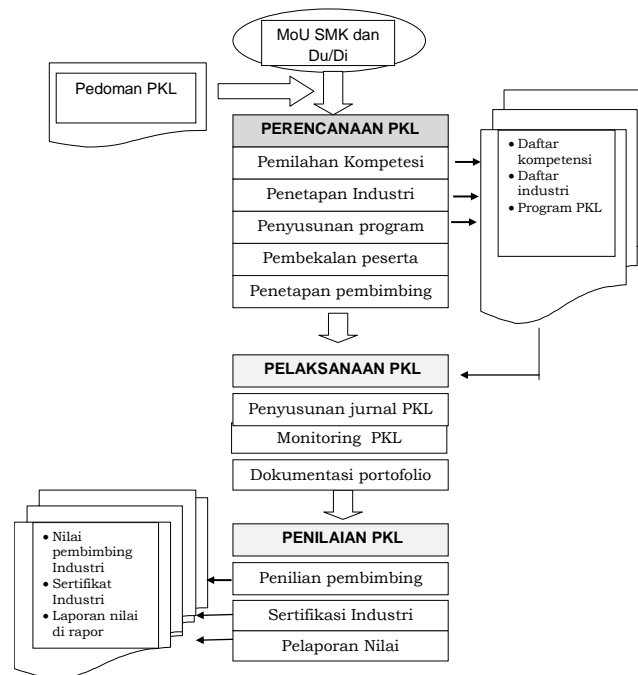 MoU SMK dan
Du/Di
Pedoman PKL
PERENCANAAN PKL
Pemilahan Kompetesi
Penetapan Industri
Penyusunan program
Pembekalan peserta
Penetapan pembimbing
• Daftar
kompetensi
• Daftar
industri
• Program PKL
PELAKSANAAN PKL
Penyusunan jurnal PKL
Monitoring PKL
Dokumentasi portofolio
PENILAIAN PKL
Penilian pembimbing
Sertifikasi Industri
Pelaporan Nilai
• Nilai
pembimbing
Industri
• Sertifikat
Industri
• Laporan nilai
di rapor